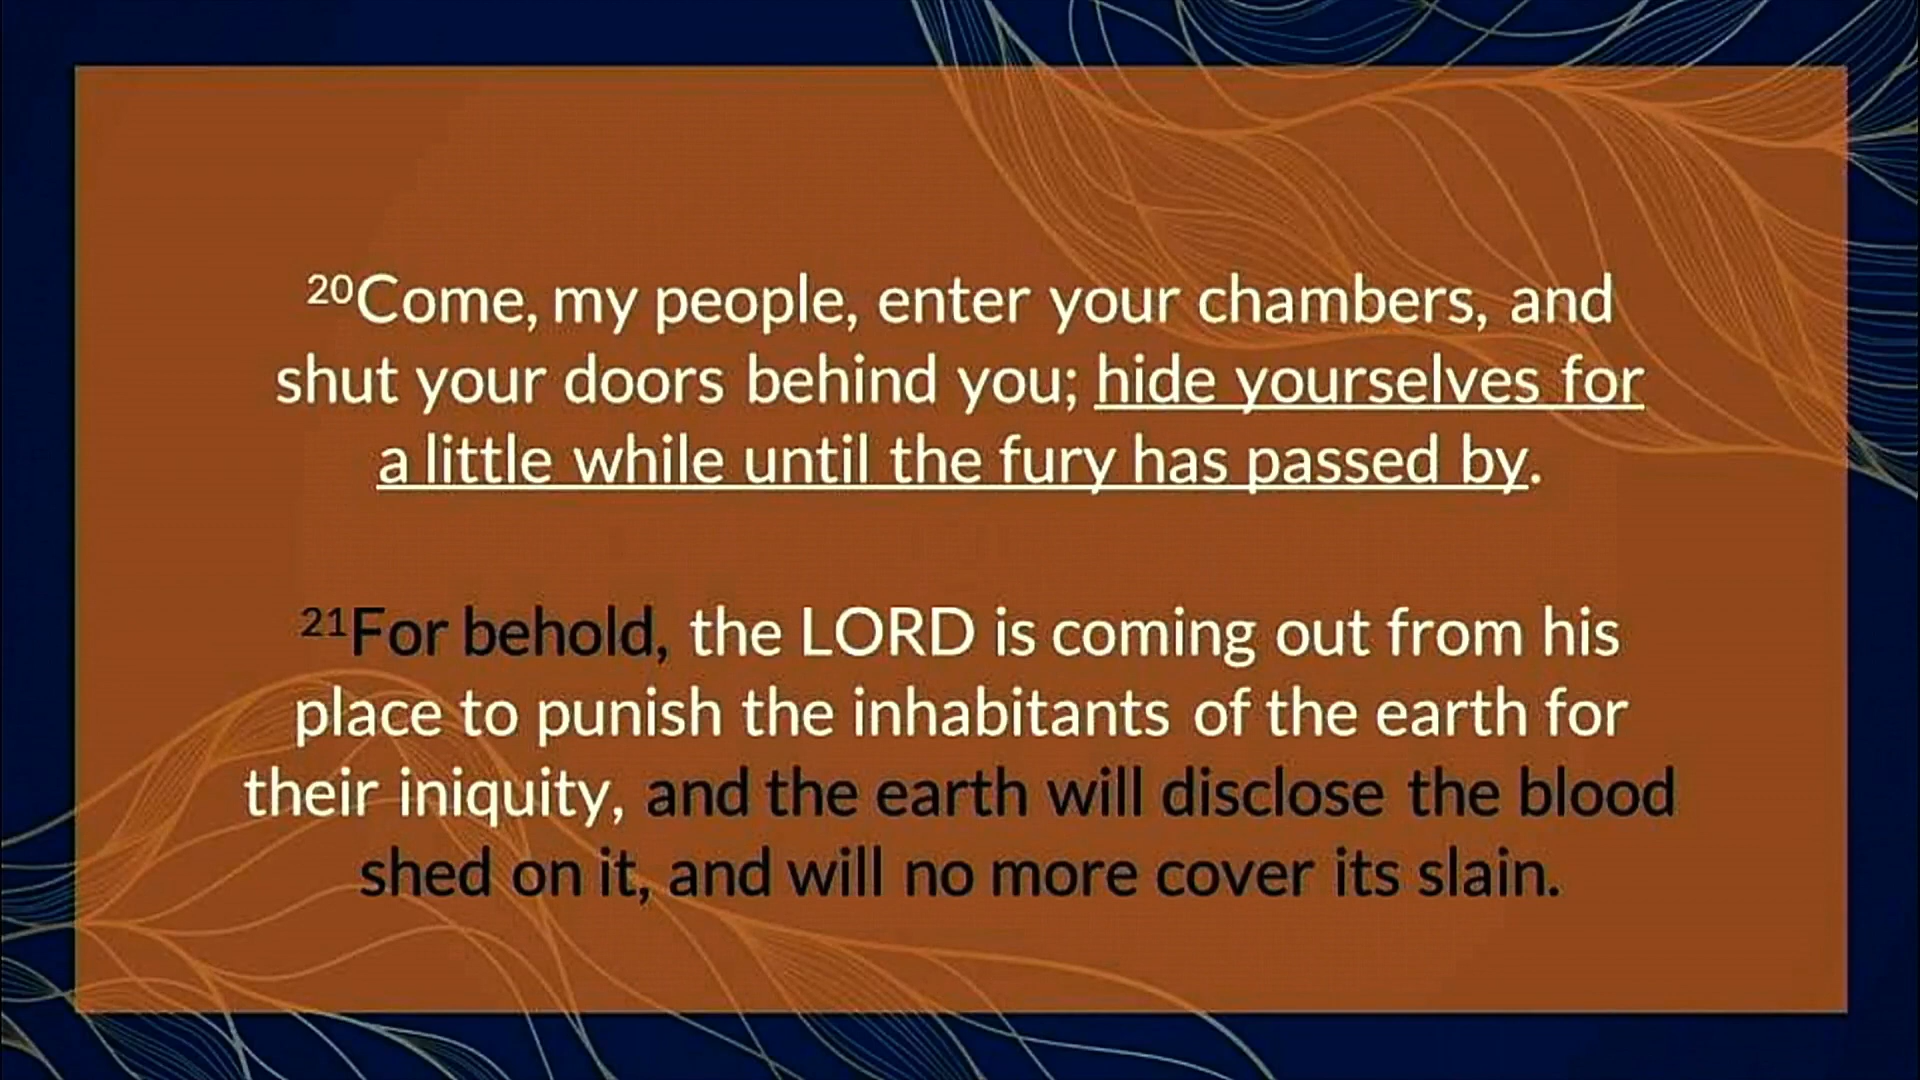 ²⁰Come, my people, enter your chambers, and
shut your doors behind you; hide yourselves for
a little while until the fury has passed by.
²¹For behold, the LORD is coming out from his
place to punish the inhabitants of the earth for
their iniquity, and the earth will disclose the blood
shed on it, and will no more cover its slain.